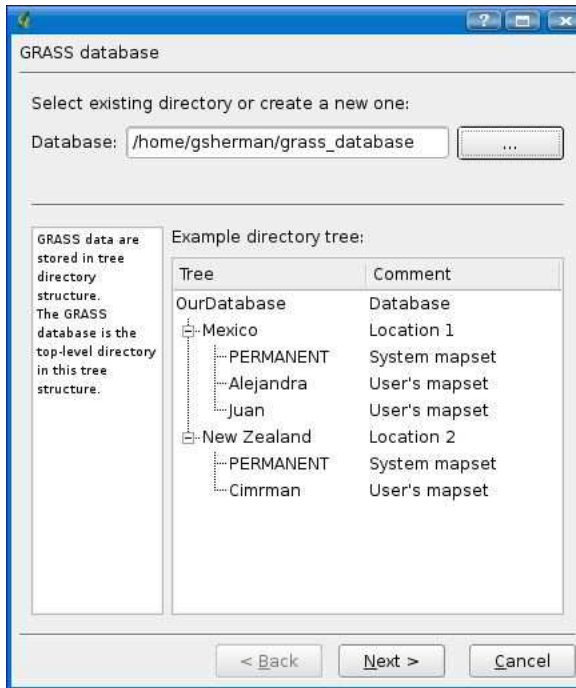 GRASS database
Select existing directory or create a new one:
Database: /home/gsherman/grass_database ...
GRASS data are
stored in tree
directory
structure.
The GRASS
database is the
top-level directory
in this tree
structure.
Example directory tree:
Tree Comment
OurDatabase Database
Mexico Location 1
PERMANENT System mapset
Alejandra User's mapset
Juan User's mapset
New Zealand Location 2
PERMANENT System mapset
Cimrman User's mapset
< Back Next > Cancel